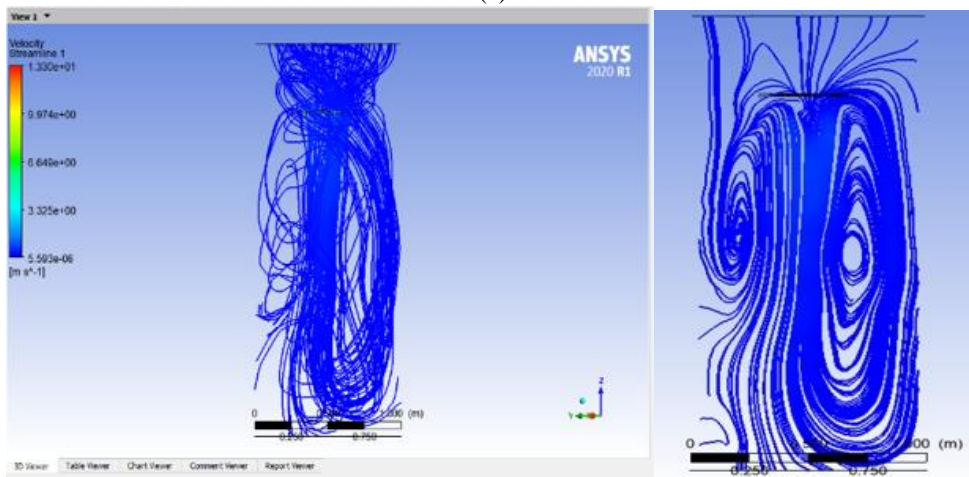 View 1
Velocity
Streamline 1
1.330e+01
9.974e+00
6.649e+00
3.325e+00
5.593e-06
[m s^-1]
ANSYS
2020 R1
Z
Y
0
(m)
0.250
0.750
3D Viewer
Table Viewer
Chart Viewer
Comment Viewer
Report Viewer
0
(m)
0.250
0.750